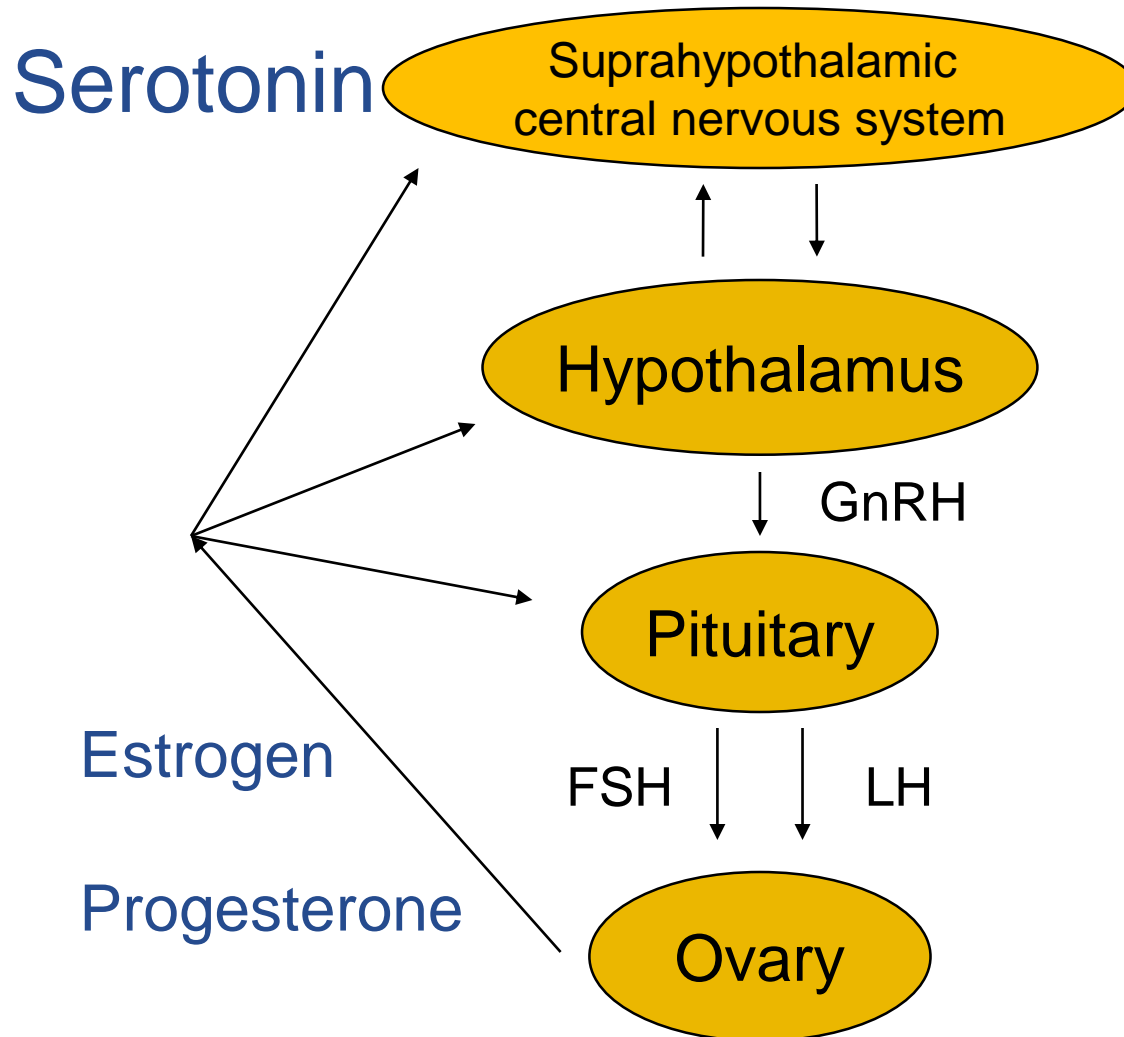 Serotonin
Suprahypothalamic
central nervous system
Hypothalamus
GnRH
Pituitary
Estrogen
FSH
LH
Progesterone
Ovary